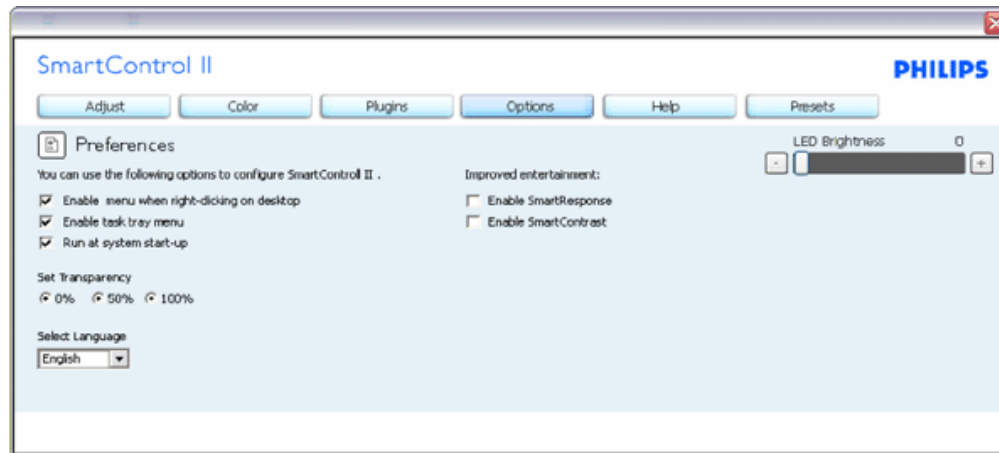 SmartControl II
PHILIPS
Adjust
Color
Plugins
Options
Help
Presets
Preferences
LED Brightness 0
- +
You can use the following options to configure SmartControl II .
Improved entertainment:
Enable menu when right-clicking on desktop
Enable SmartResponse
Enable task tray menu
Enable SmartContrast
Run at system start-up
Set Transparency
0% 50% 100%
Select Language
English